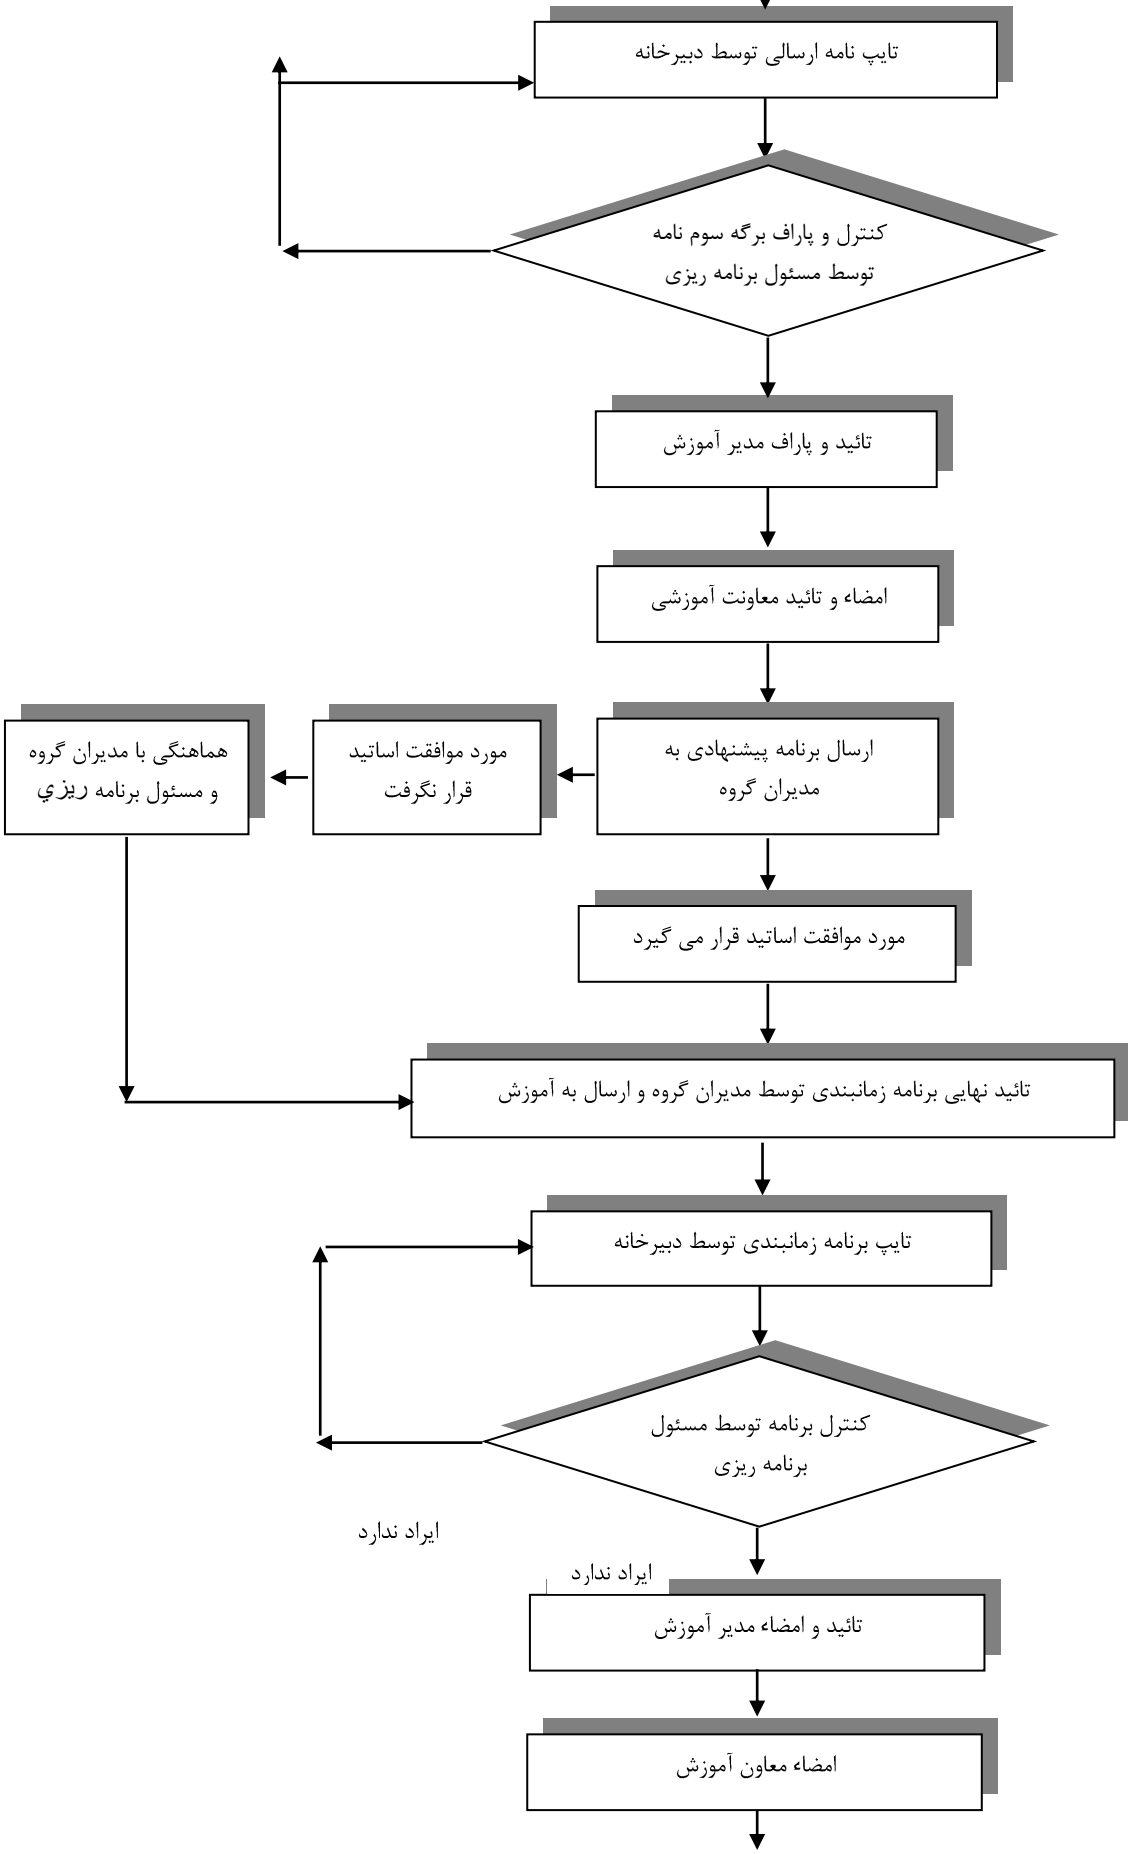 تایپ نامه ارسالی توسط دبیرخانه
کنترل و پاراف برگه سوم نامه
توسط مسئول برنامه ریزی
تائید و پاراف مدیر آموزش
امضاء و تائید معاونت آموزشی
ارسال برنامه پیشنهادی به
مدیران گروه
مورد موافقت اساتید
قرار نگرفت
هماهنگی با مدیران گروه
و مسئول برنامه ريزي
مورد موافقت اساتید قرار می گیرد
تائید نهایی برنامه زمانبندی توسط مدیران گروه و ارسال به آموزش
تایپ برنامه زمانبندی توسط دبیرخانه
کنترل برنامه توسط مسئول
برنامه ریزی
ایراد ندارد
ایراد ندارد
تائید و امضاء مدیر آموزش
امضاء معاون آموزش